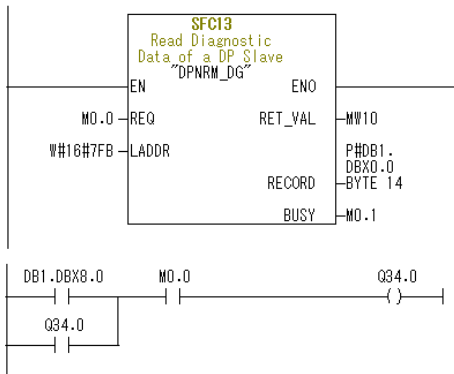 SFC13
Read Diagnostic
Data of a DP Slave
"DPNRM_DG"
EN ENO
M0.0 REQ RET_VAL MW10
W#16#7FB LADDR P#DB1.
DBX0.0
RECORD BYTE 14
BUSY M0.1
DB1.DBX8.0 M0.0 Q34.0
Q34.0